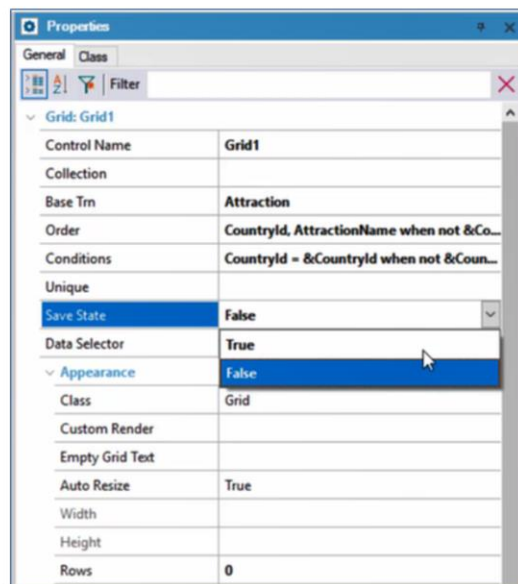 Properties
General Class
Filter
Grid: Grid1
Control Name Grid1
Collection
Base Trn Attraction
Order CountryId, AttractionName when not &Co...
Conditions CountryId = &CountryId when not &Coun...
Unique
Save State False
Data Selector True
Appearance False
Class Grid
Custom Render
Empty Grid Text
Auto Resize True
Width
Height
Rows 0